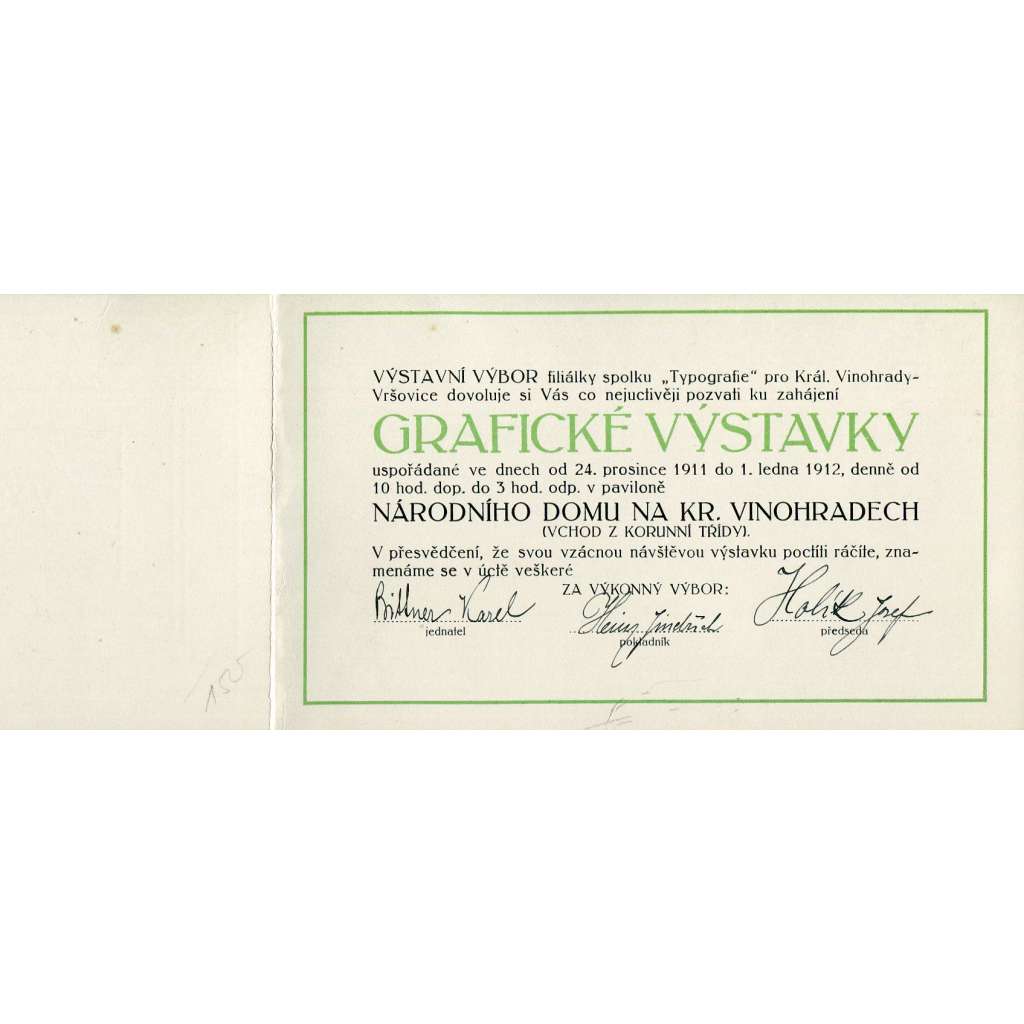 VÝSTAVNÍ VÝBOR filiálky spolku „Typografie“ pro Král. Vinohrady-
Vršovice dovoluje si Vás co nejuctivěji pozvati ku zahájení
GRAFICKÉ VÝSTAVKY
uspořádané ve dnech od 24. prosince 1911 do 1. ledna 1912, denně od
10 hod. dop. do 3 hod. odp. v paviloně
NÁRODNÍHO DOMU NA KR. VINOHRADECH
(VCHOD Z KORUNNÍ TŘÍDY).
V přesvědčení, že svou vzácnou návštěvou výstavku poctíti ráčíte, zna-
menáme se v úctě veškeré
ZA VÝKONNÝ VÝBOR:
Bittner Karel
jednatel
Heinz Jindřich
pokladník
Holík Josef
předseda
150